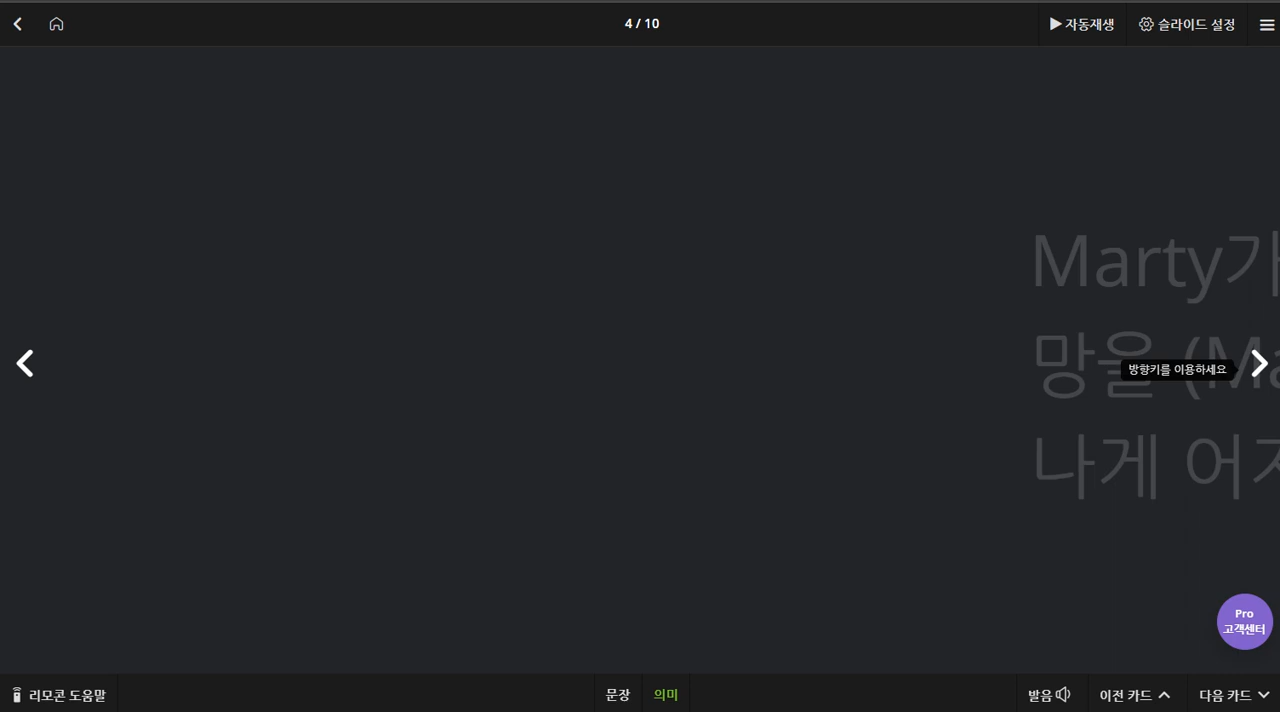 4 / 10
자동재생
슬라이드 설정
Marty가
망을 (Ma
방향키를 이용하세요
나게 어
Pro
고객센터
리모콘 도움말
문장
의미
발음
이전 카드
다음 카드